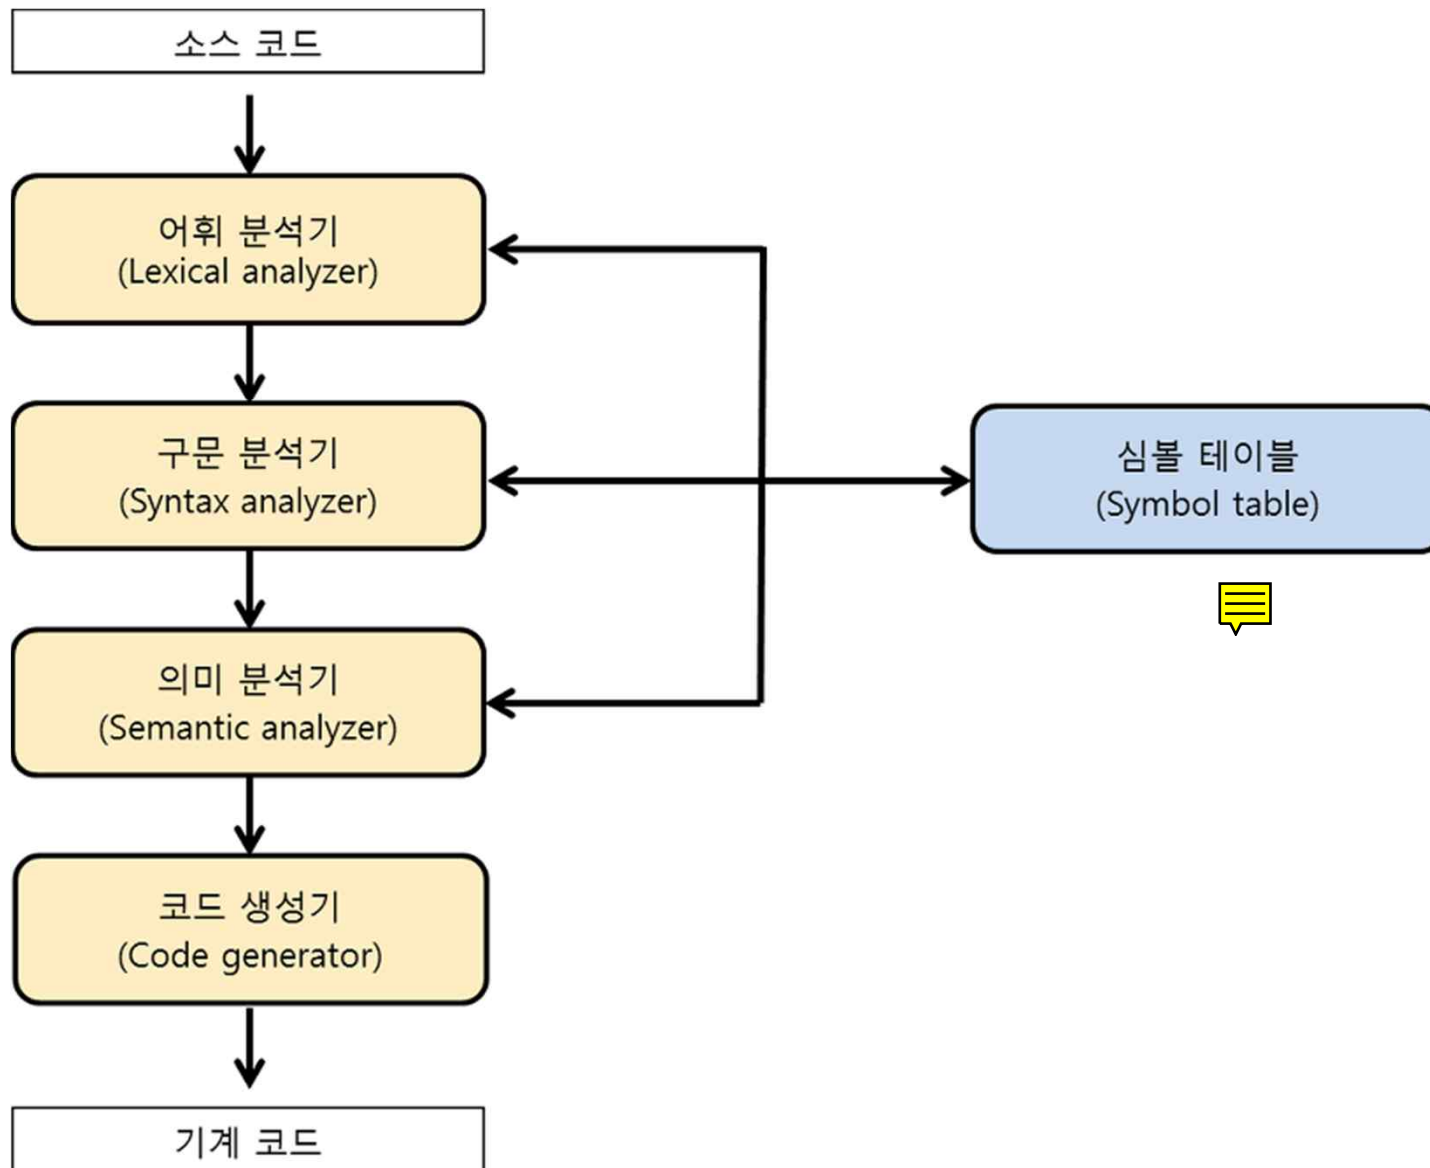 소스 코드
어휘 분석기
(Lexical analyzer)
구문 분석기
(Syntax analyzer)
심볼 테이블
(Symbol table)
의미 분석기
(Semantic analyzer)
코드 생성기
(Code generator)
기계 코드